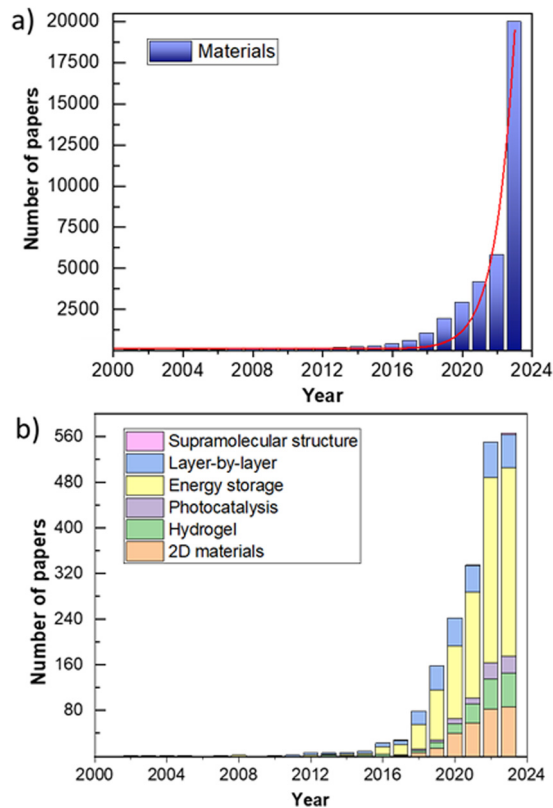 a)
20000
17500
15000
12500
10000
7500
5000
2500
Number of papers
Materials
2000 2004 2008 2012 2016 2020 2024
Year
b)
560
480
400
320
240
160
80
Number of papers
Supramolecular structure
Layer-by-layer
Energy storage
Photocatalysis
Hydrogel
2D materials
2000 2004 2008 2012 2016 2020 2024
Year